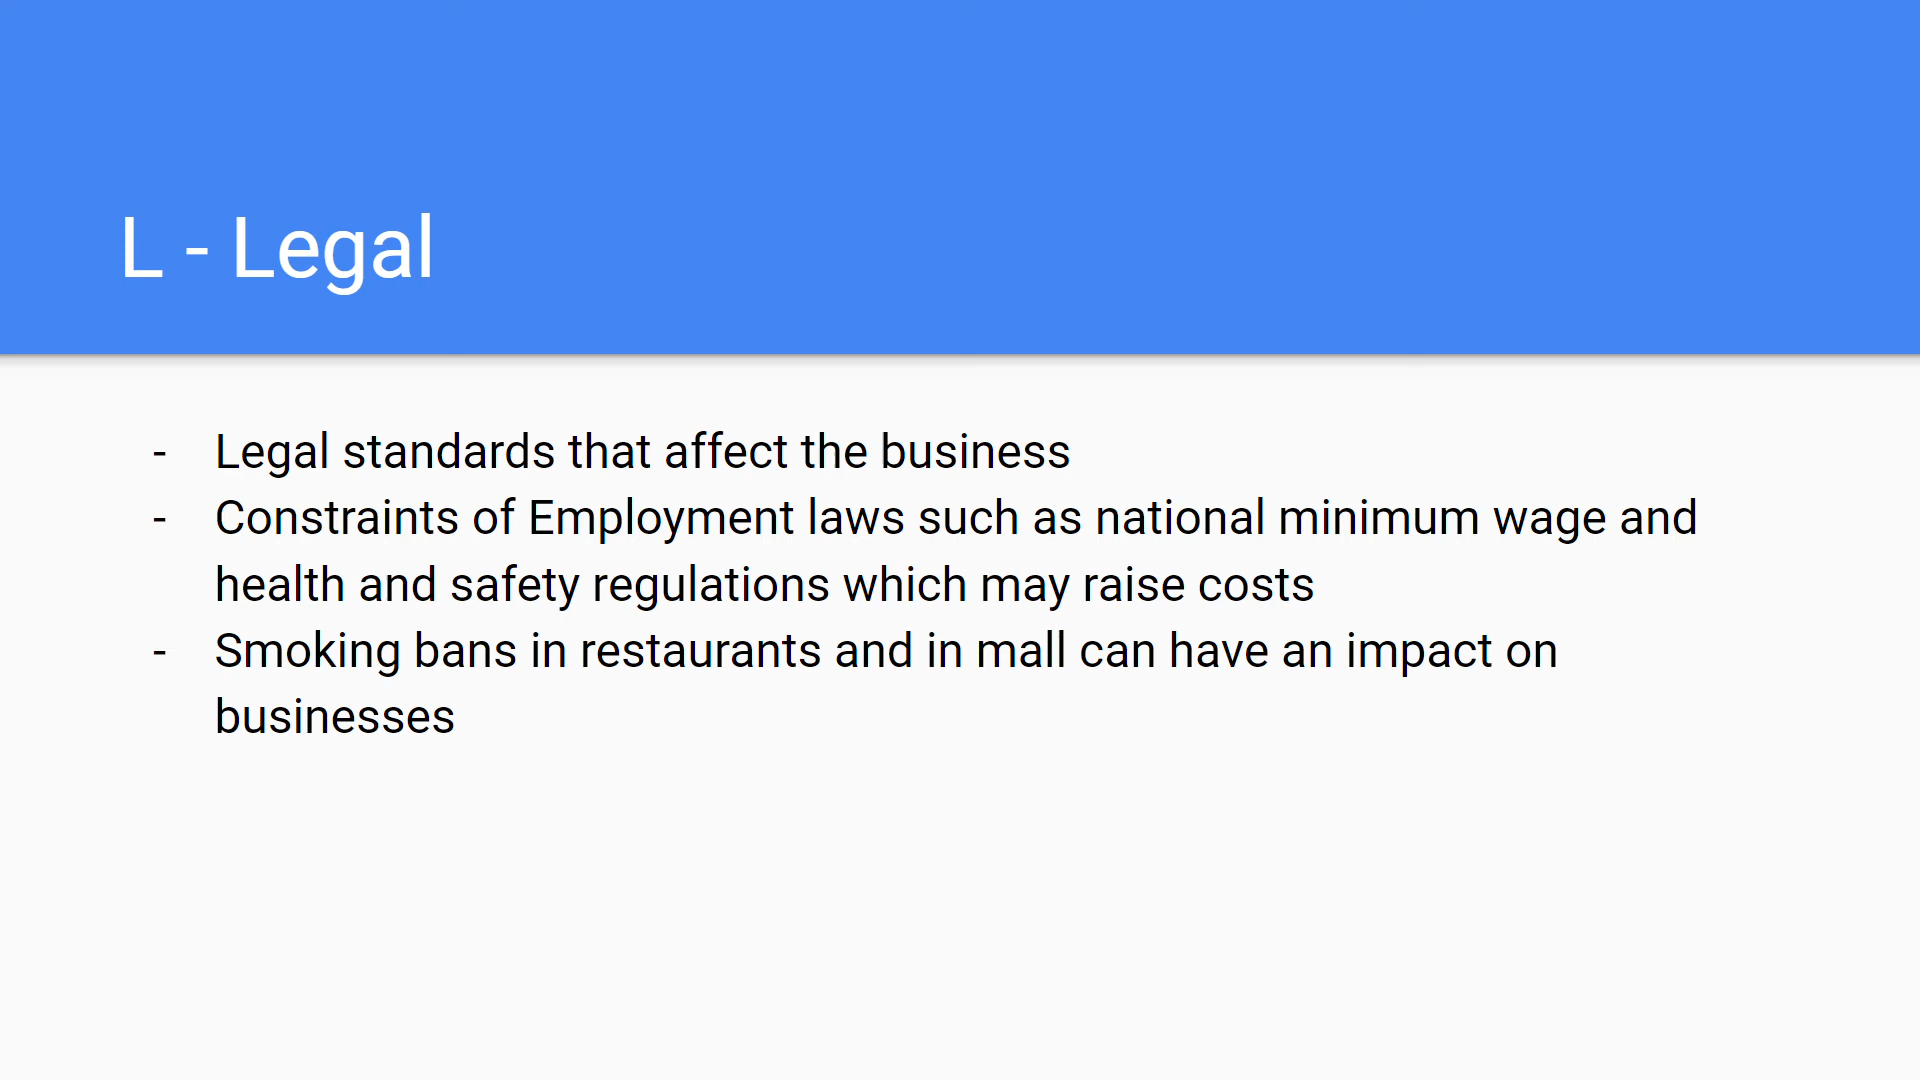 L - Legal
- Legal standards that affect the business
- Constraints of Employment laws such as national minimum wage and
health and safety regulations which may raise costs
- Smoking bans in restaurants and in mall can have an impact on
businesses